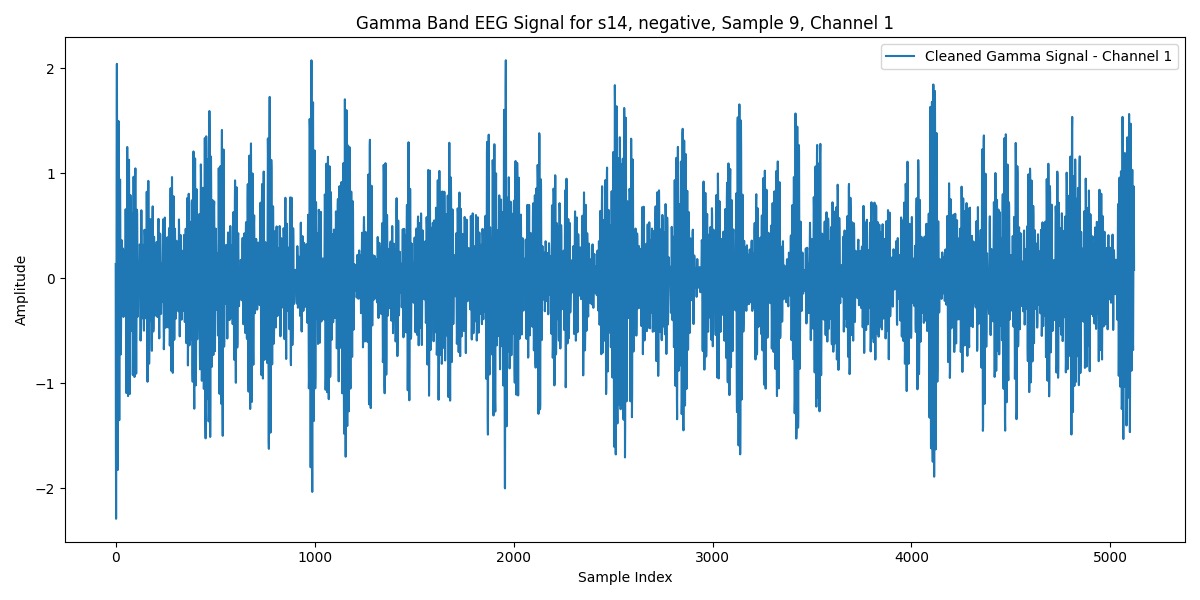 Gamma Band EEG Signal for s14, negative, Sample 9, Channel 1
Cleaned Gamma Signal - Channel 1
2
1
0
−1
−2
Amplitude
0 1000 2000 3000 4000 5000
Sample Index